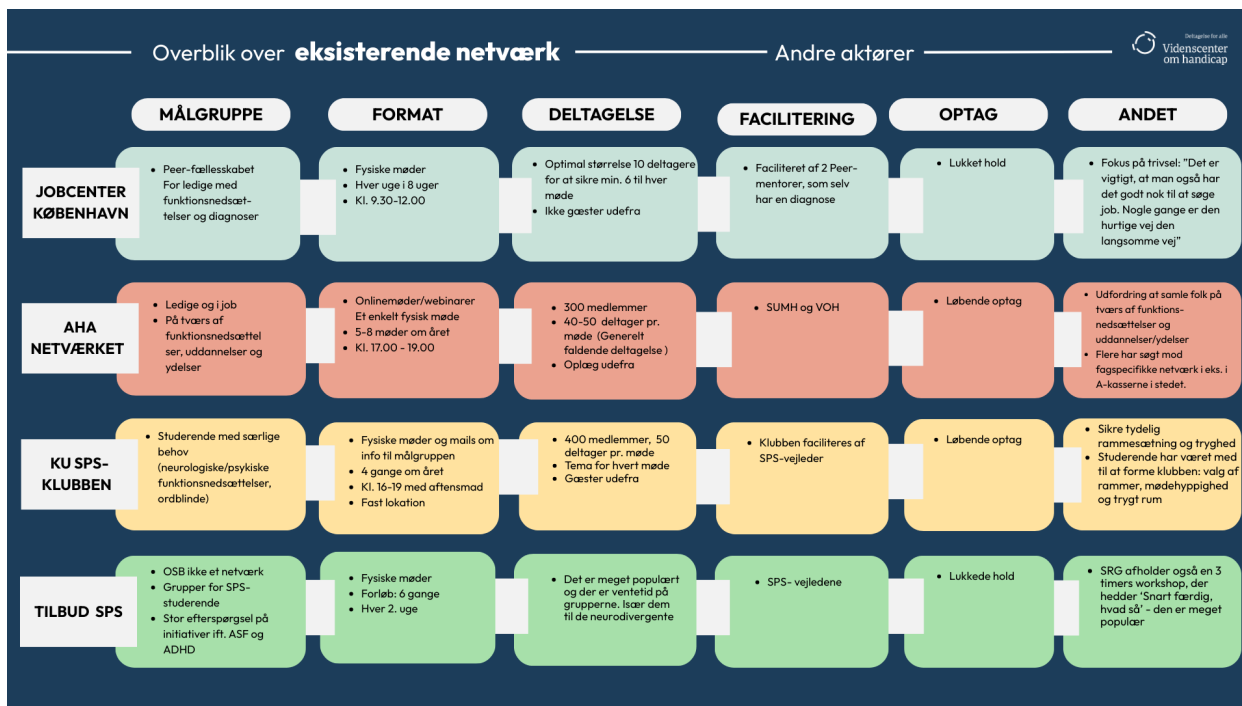 Overblik over eksisterende netværk
Andre aktører
Deltagelse for alle
Videnscenter
om handicap
MÅLGRUPPE
FORMAT
DELTAGELSE
FACILITERING
OPTAG
ANDET
JOBCENTER
KØBENHAVN
• Peer-fællesskabet
For ledige med
funktionsnedsæt-
telser og diagnoser
• Fysiske møder
• Hver uge i 8 uger
• Kl. 9.30-12.00
• Optimal størrelse 10 deltagere
for at sikre min. 6 til hver
møde
• Ikke gæster udefra
• Faciliteret af 2 Peer-
mentorer, som selv
har en diagnose
• Lukket hold
• Fokus på trivsel: ”Det er
vigtigt, at man også har
det godt nok til at søge
job. Nogle gange er den
hurtige vej den
langsomme vej”
AHA
NETVÆRKET
• Ledige og i job
• På tværs af
funktionsnedsættel
ser, uddannelser og
ydelser
• Onlinemøder/webinarer
Et enkelt fysisk møde
• 5-8 møder om året
• Kl. 17.00 - 19.00
• 300 medlemmer
• 40-50 deltager pr.
møde (Generelt
faldende deltagelse )
• Oplæg udefra
• SUMH og VOH
• Løbende optag
• Udfordring at samle folk på
tværs af funktions-
nedsættelser og
uddannelser/ydelser
• Flere har søgt mod
fagspecifikke netværk i eks. i
A-kasserne i stedet.
KU SPS-
KLUBBEN
• Studerende med særlige
behov
(neurologiske/psykiske
funktionsnedsættelser,
ordblinde)
• Fysiske møder og mails om
info til målgruppen
• 4 gange om året
• Kl. 16-19 med aftensmad
• Fast lokation
• 400 medlemmer, 50
deltager pr. møde
• Tema for hvert møde
• Gæster udefra
• Klubben faciliteres af
SPS-vejleder
• Løbende optag
• Sikre tydelig
rammesætning og tryghed
• Studerende har været med
til at forme klubben: valg af
rammer, mødehyppighed
og trygt rum
TILBUD SPS
• OSB ikke et netværk
• Grupper for SPS-
studerende
• Stor efterspørgsel på
initiativer ift. ASF og
ADHD
• Fysiske møder
• Forløb: 6 gange
• Hver 2. uge
• Det er meget populært
og der er ventetid på
grupperne. Især dem
til de neurodivergente
• SPS- vejledene
• Lukkede hold
• SRG afholder også en 3
timers workshop, der
hedder ‘Snart færdig,
hvad så’ - den er meget
populær